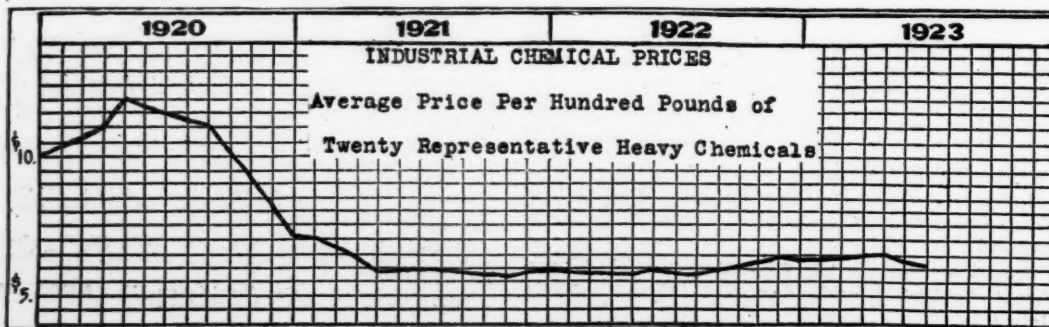 1920 1921 1922 1923
INDUSTRIAL CHEMICAL PRICES
Average Price Per Hundred Pounds of
Twenty Representative Heavy Chemicals
$10.
$5.